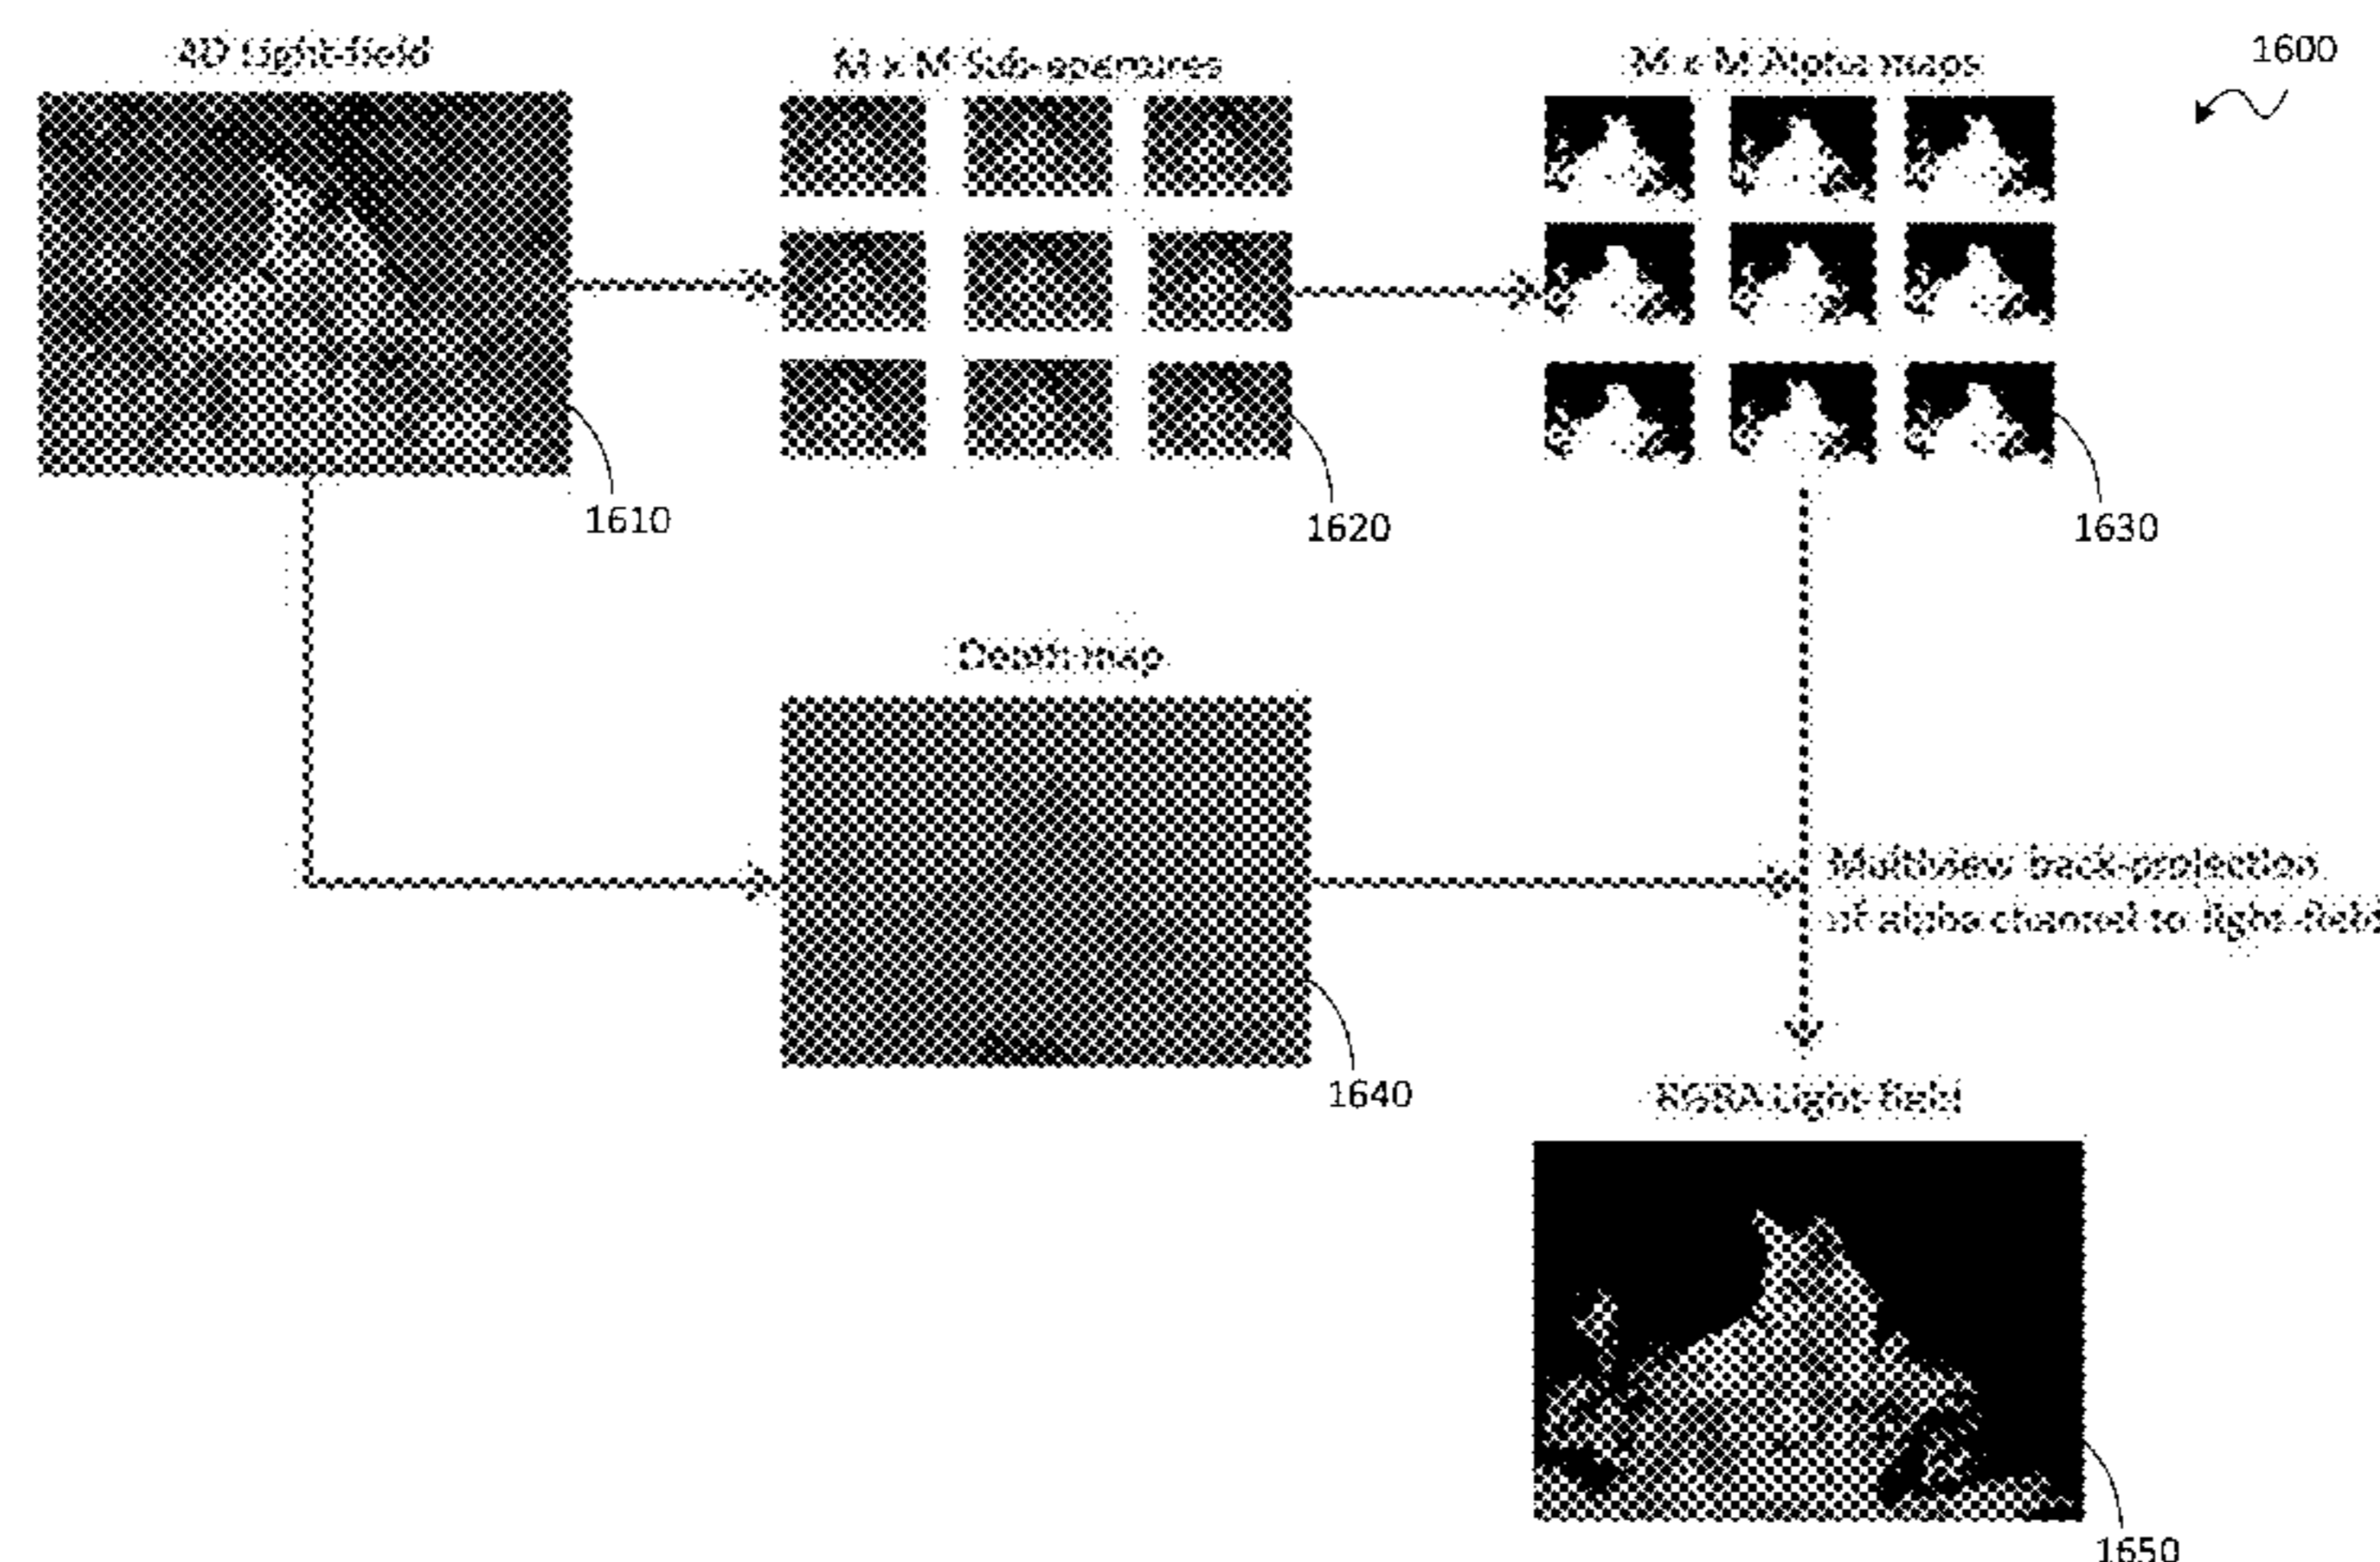 4D Light-field
M x M Sub-apertures
M x M Alpha maps
1600
1610
1620
1630
Depth map
Multiview back-projection
of alpha channel to light-field
1640
RGBA Light-field
1650